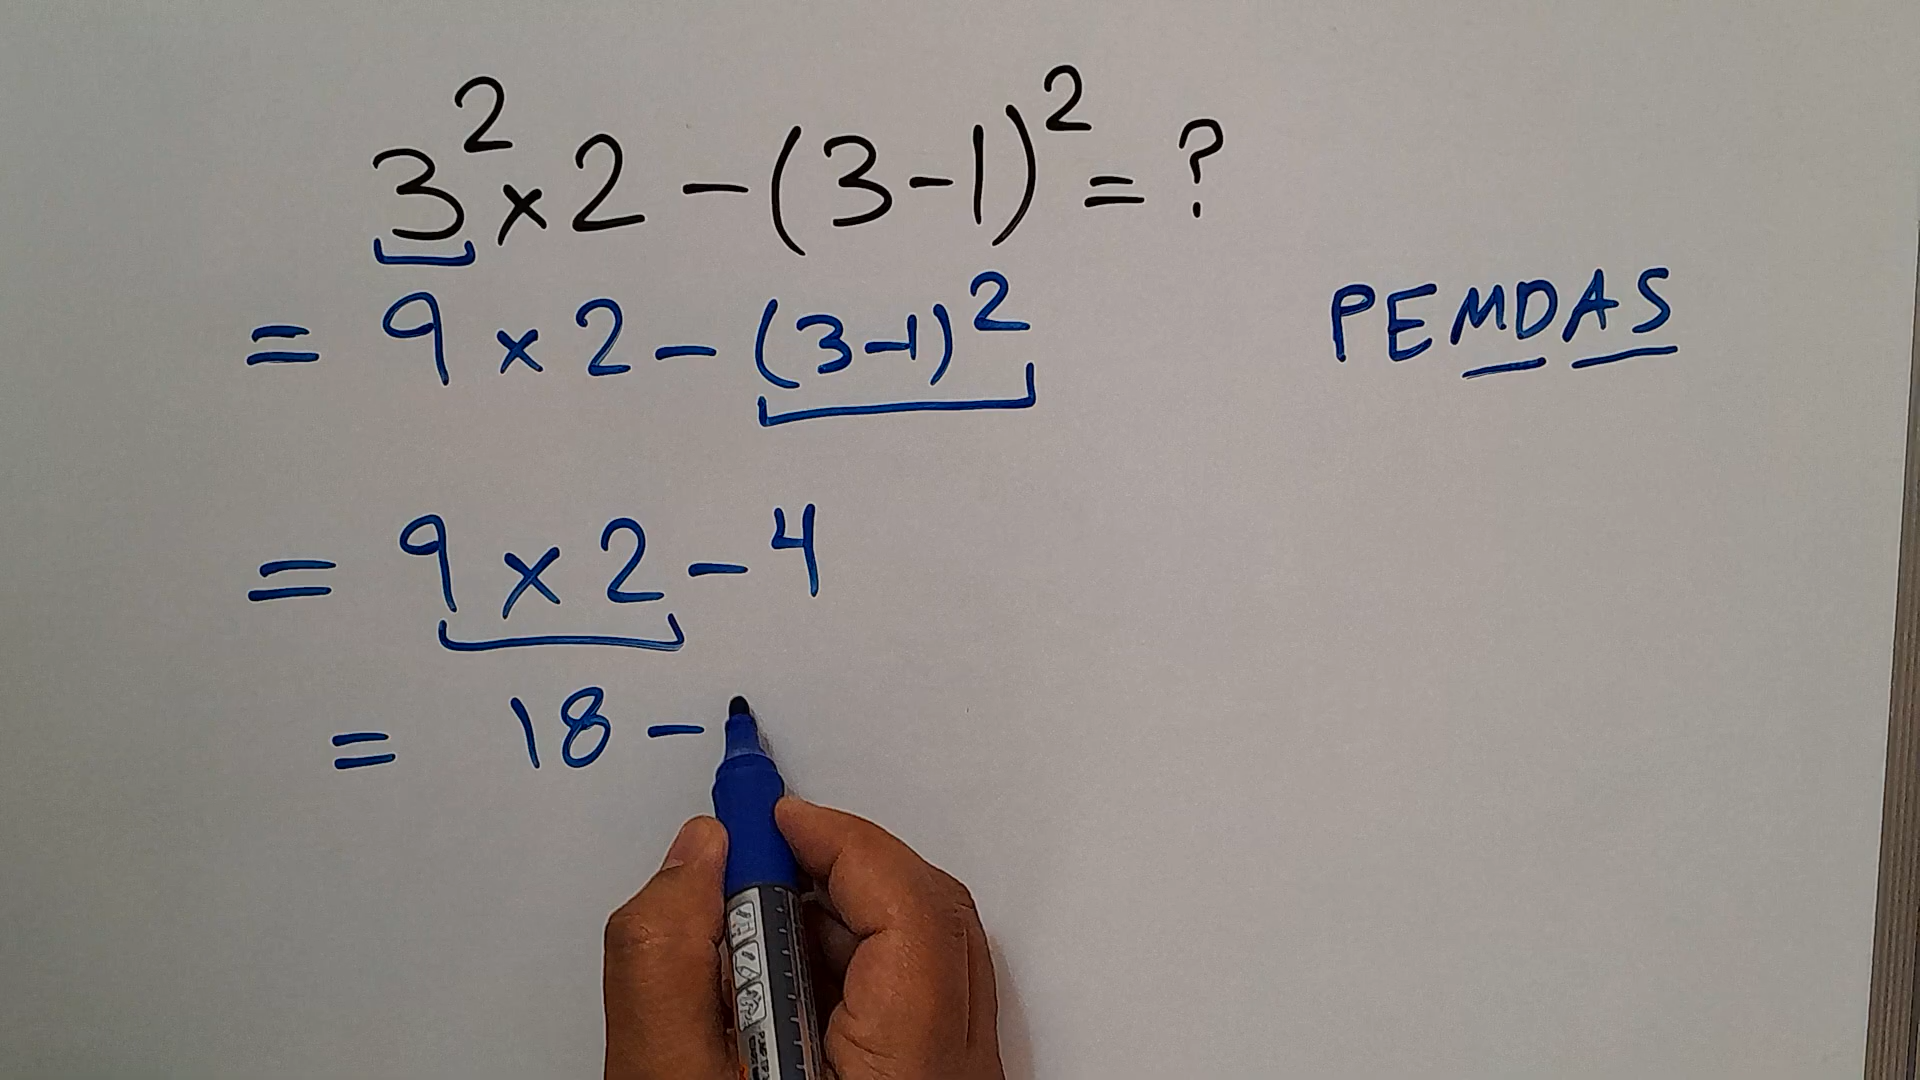 3² × 2 - (3-1)² = ?
= 9 × 2 - (3-1)²
PEMDAS
= 9 × 2 - 4
= 18 -